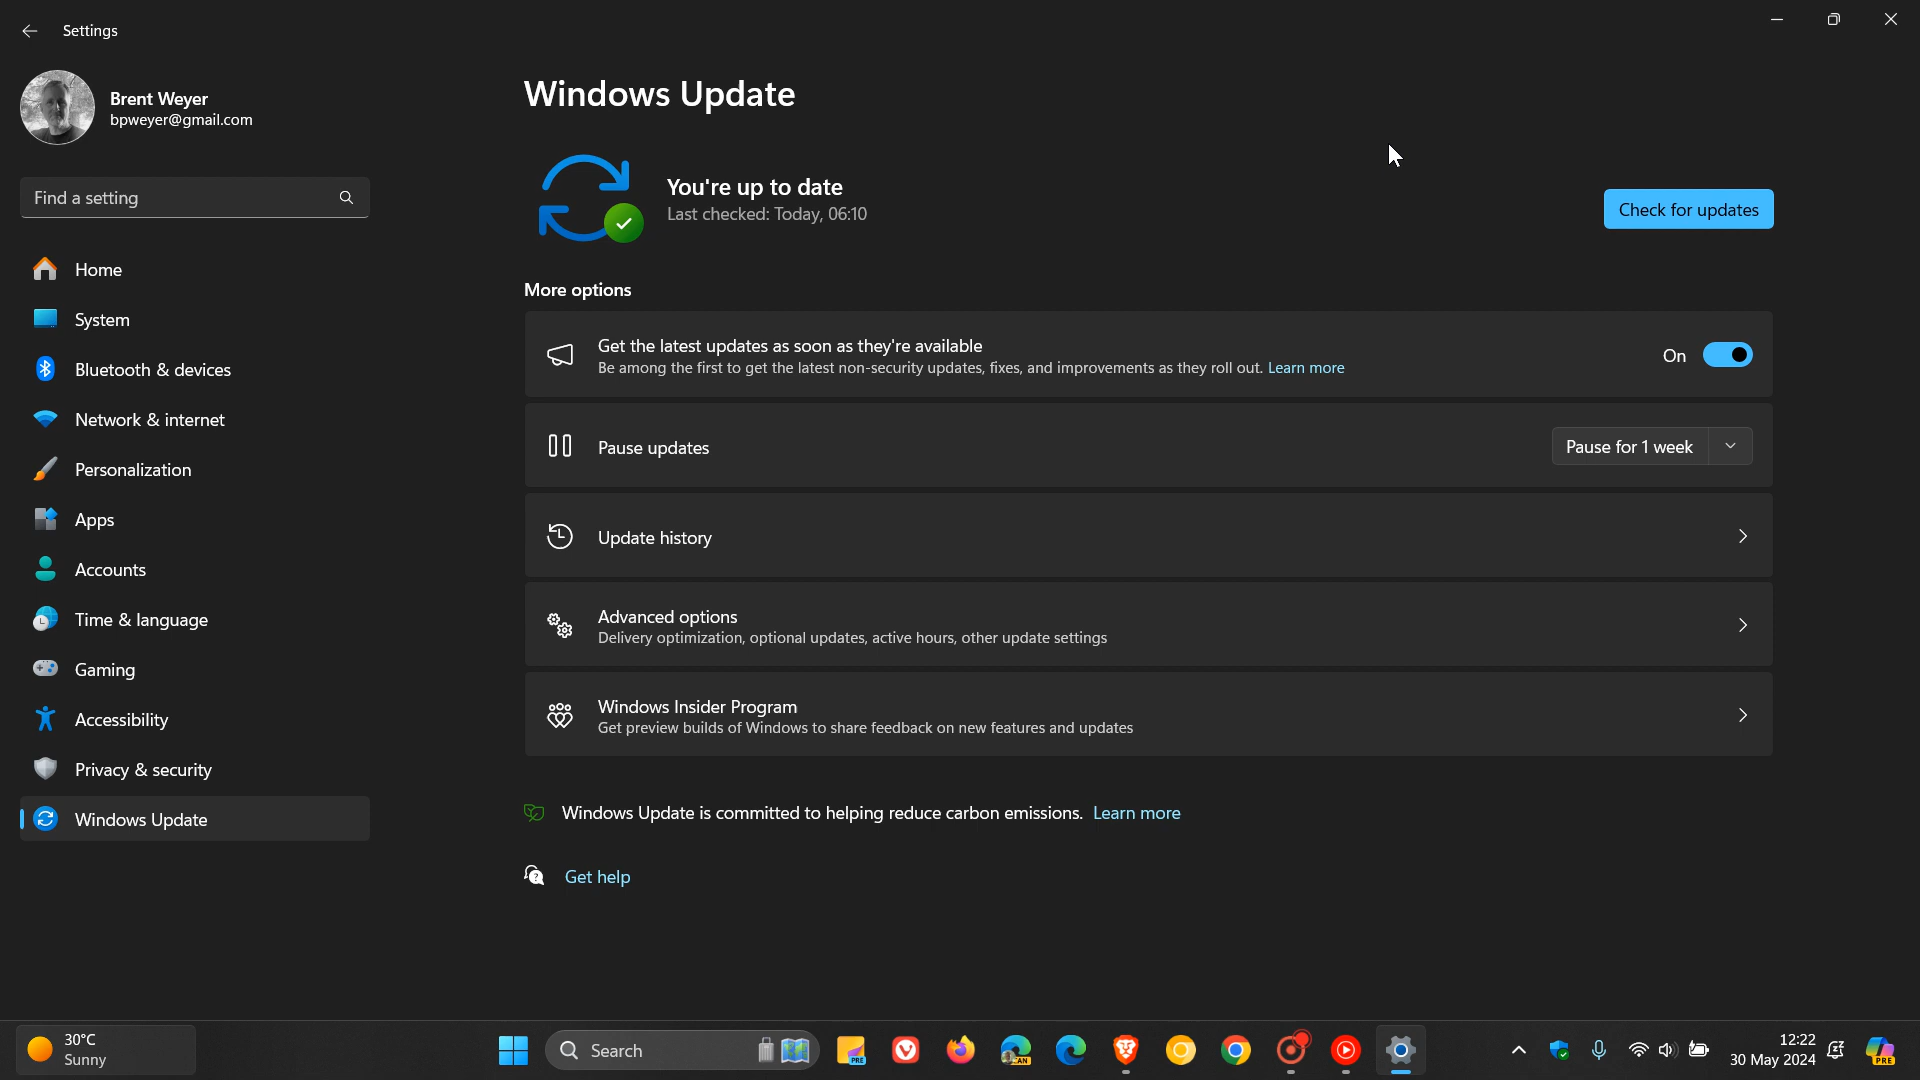 Settings
Brent Weyer
bpweyer@gmail.com
Find a setting
Home
System
Bluetooth & devices
Network & internet
Personalization
Apps
Accounts
Time & language
Gaming
Accessibility
Privacy & security
Windows Update
Windows Update
You're up to date
Last checked: Today, 06:10
Check for updates
More options
Get the latest updates as soon as they're available
Be among the first to get the latest non-security updates, fixes, and improvements as they roll out. Learn more
On
Pause updates
Pause for 1 week
Update history
Advanced options
Delivery optimization, optional updates, active hours, other update settings
Windows Insider Program
Get preview builds of Windows to share feedback on new features and updates
Windows Update is committed to helping reduce carbon emissions. Learn more
Get help
30°C
Sunny
Search
PRE
CAN
12:22
30 May 2024
PRE